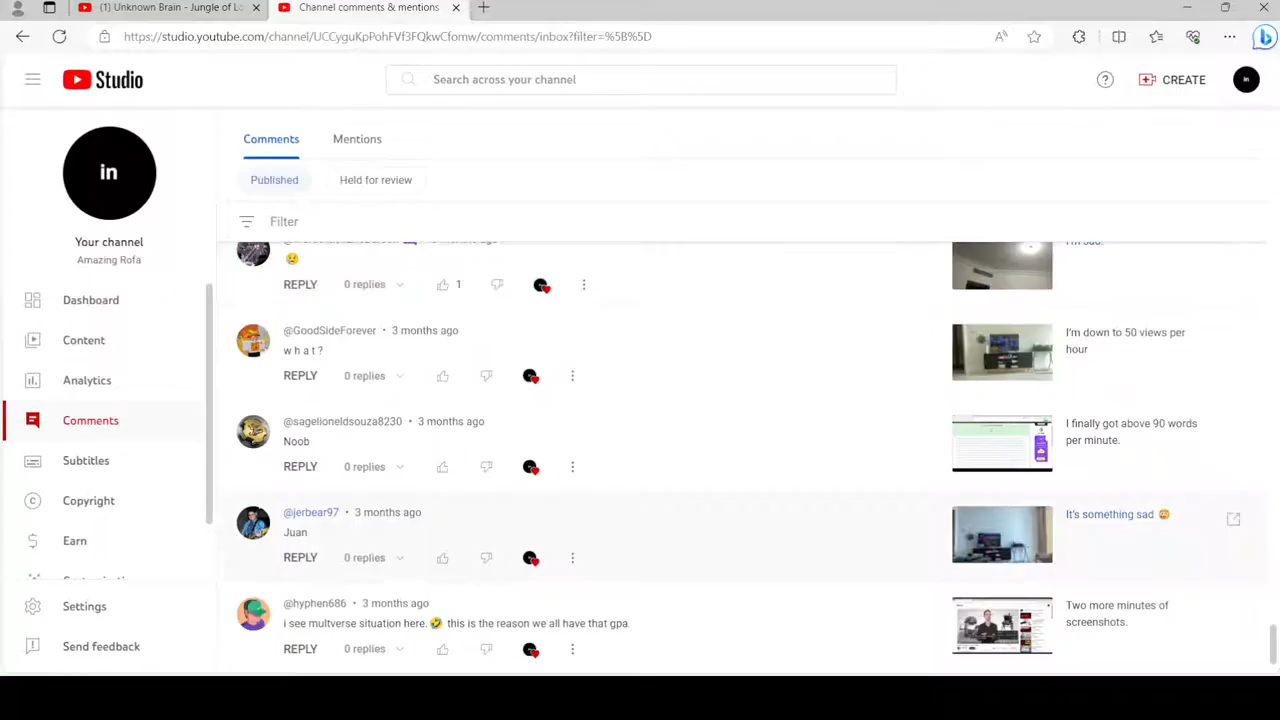 (1) Unknown Brain - Jungle of Lo
Channel comments & mentions
https://studio.youtube.com/channel/UCCyguKpPohFVf3FQkwCfomw/comments/inbox?filter=%5B%5D
Studio
Search across your channel
CREATE
in
in
Your channel
Amazing Rofa
Dashboard
Content
Analytics
Comments
Subtitles
Copyright
Earn
Settings
Send feedback
Comments
Mentions
Published
Held for review
Filter
I'm sad.
😢
REPLY
0 replies
1
@GoodSideForever • 3 months ago
w h a t ?
REPLY
0 replies
I'm down to 50 views per
hour
@sagelioneldsouza8230 • 3 months ago
Noob
REPLY
0 replies
I finally got above 90 words
per minute.
@jerbear97 • 3 months ago
Juan
REPLY
0 replies
It's something sad 😳
@hyphen686 • 3 months ago
i see multverse situation here. 🤣 this is the reason we all have that gpa.
REPLY
0 replies
Two more minutes of
screenshots.